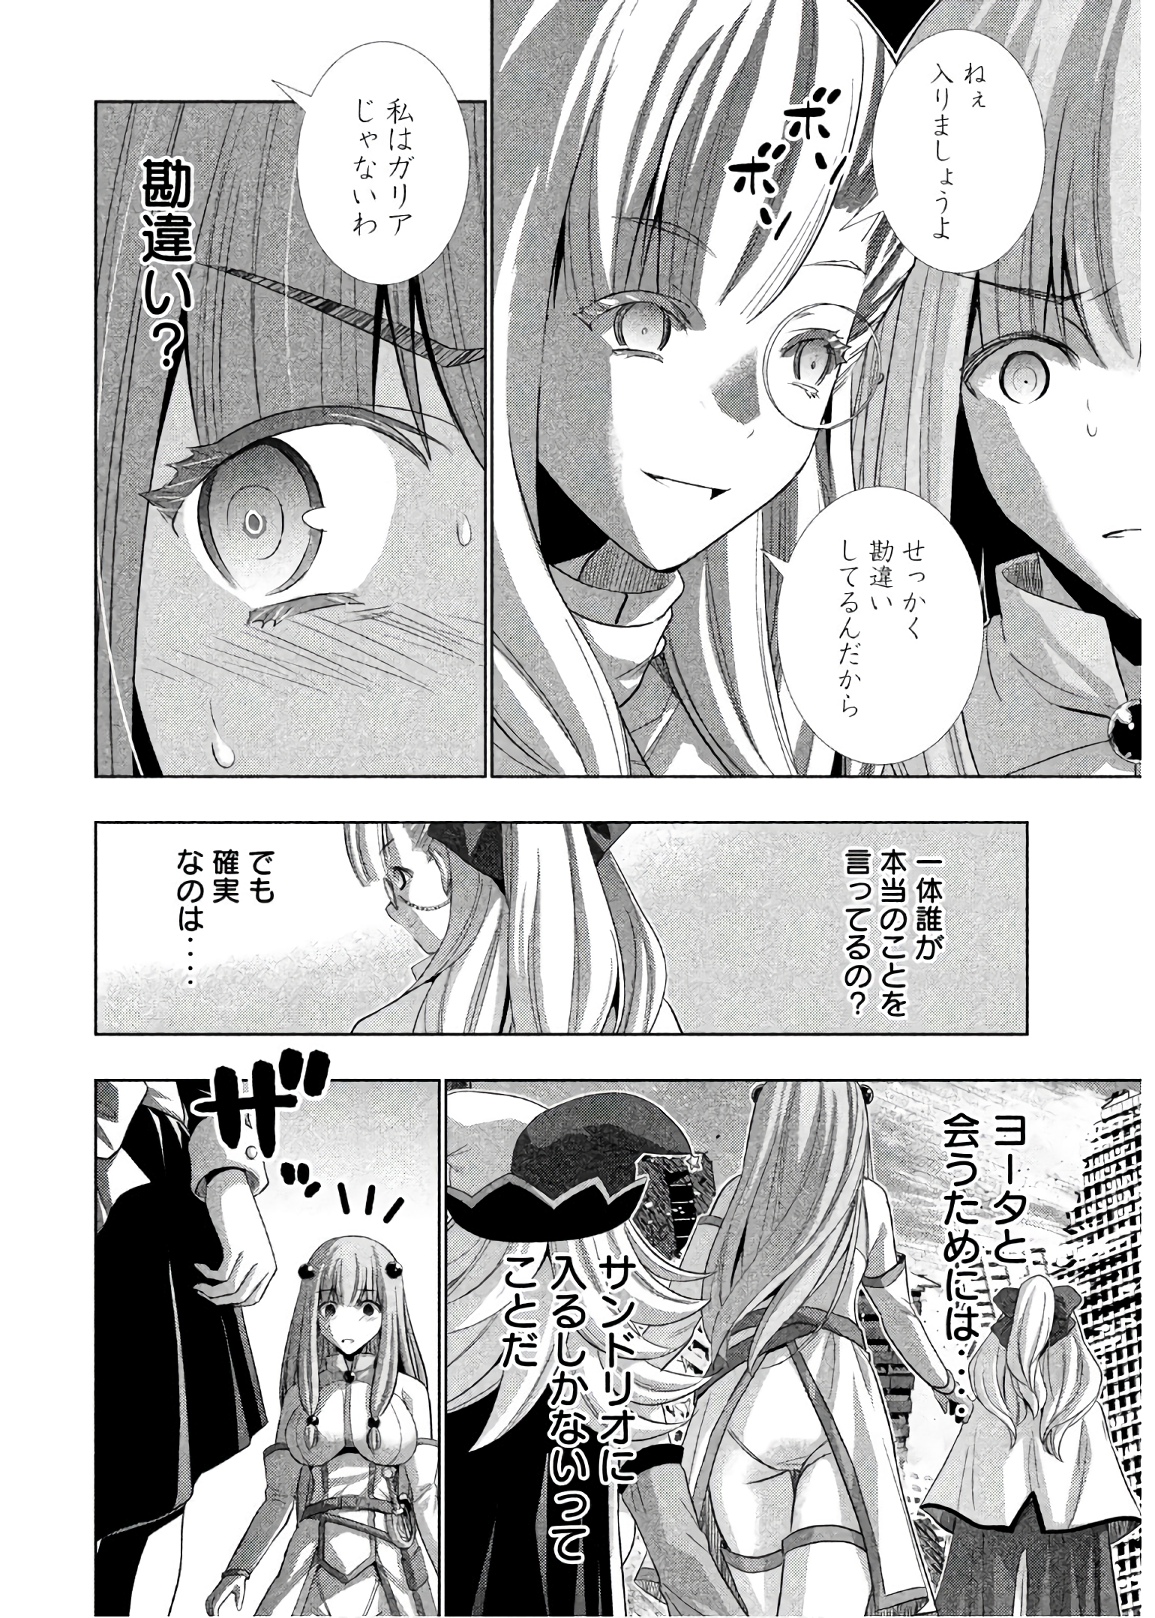 ねぇ
入りましょうよ
ボソ
ボソ
せっかく
勘違い
してるんだから
私はガリア
じゃないわ
勘違い?
一体誰が
本当のことを
言ってるの?
でも
確実
なのは‥‥
ヨータと
会うためには‥‥
サンドリオに
入るしかないって
ことだ
ザッ